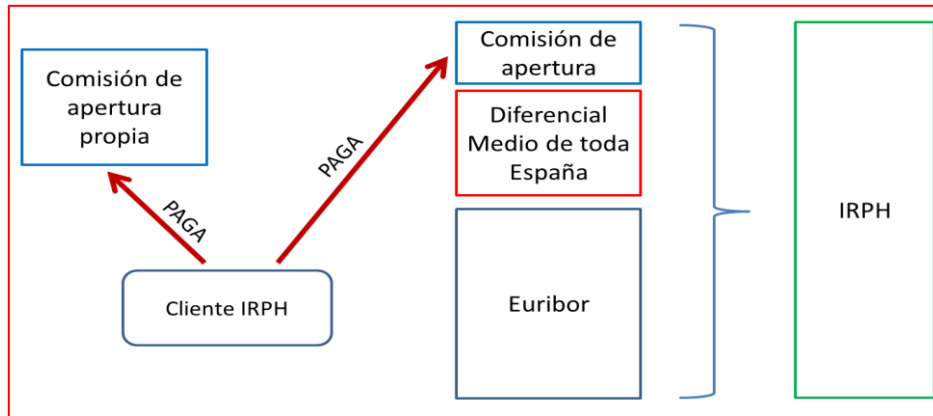 Comisión de
apertura
propia
PAGA
Cliente IRPH
PAGA
Comisión de
apertura
Diferencial
Medio de toda
España
Euribor
IRPH